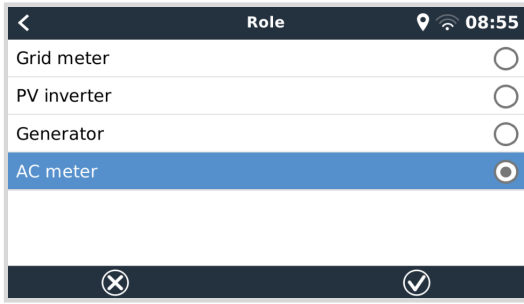 Role 08:55
Grid meter
PV inverter
Generator
AC meter